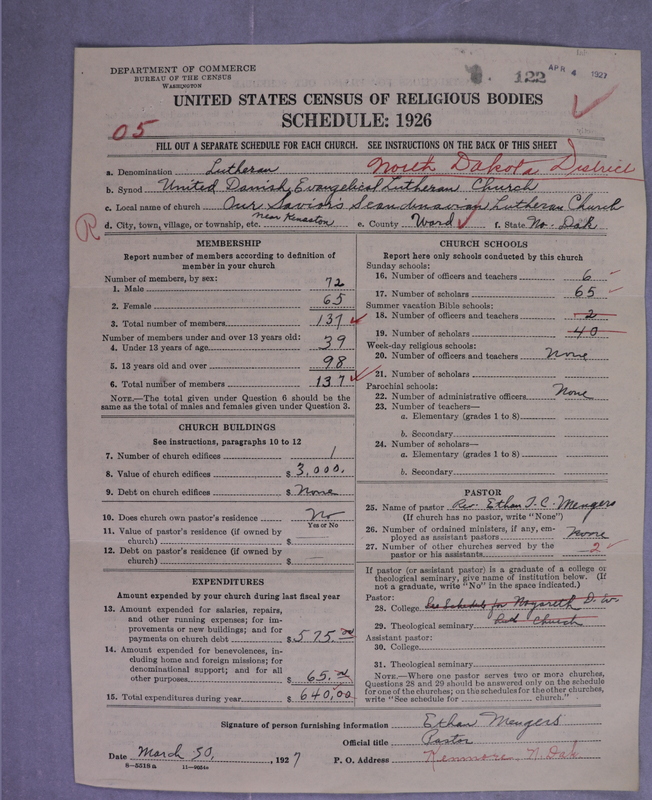 DEPARTMENT OF COMMERCE
BUREAU OF THE CENSUS
WASHINGTON
122
APR 4 1927
UNITED STATES CENSUS OF RELIGIOUS BODIES
SCHEDULE: 1926
05
FILL OUT A SEPARATE SCHEDULE FOR EACH CHURCH. SEE INSTRUCTIONS ON THE BACK OF THIS SHEET
a. Denomination Lutheran North Dakota District
b. Synod United Danish Evangelical Lutheran Church
c. Local name of church Our Savior's Scandinavian Lutheran Church
R
d. City, town, village, or township, etc. near Kenaston e. County Ward f. State No. Dak
MEMBERSHIP
Report number of members according to definition of
member in your church
Number of members, by sex:
1. Male 72
2. Female 65
3. Total number of members 137
Number of members under and over 13 years old:
4. Under 13 years of age 39
5. 13 years old and over 98
6. Total number of members 137
NOTE.—The total given under Question 6 should be the
same as the total of males and females given under Question 3.
CHURCH BUILDINGS
See instructions, paragraphs 10 to 12
7. Number of church edifices 1
8. Value of church edifices $ 3,000.
9. Debt on church edifices $ None
10. Does church own pastor's residence No
Yes or No
11. Value of pastor's residence (if owned by
church) $
12. Debt on pastor's residence (if owned by
church) $
EXPENDITURES
Amount expended by your church during last fiscal year
13. Amount expended for salaries, repairs,
and other running expenses; for im-
provements or new buildings; and for
payments on church debt $ 575.00
14. Amount expended for benevolences, in-
cluding home and foreign missions; for
denominational support; and for all
other purposes $ 65.00
15. Total expenditures during year $ 640.00
CHURCH SCHOOLS
Report here only schools conducted by this church
Sunday schools:
16. Number of officers and teachers 6
17. Number of scholars 65
Summer vacation Bible schools:
18. Number of officers and teachers 2
19. Number of scholars 40
Week-day religious schools:
20. Number of officers and teachers None
21. Number of scholars
Parochial schools:
22. Number of administrative officers None
23. Number of teachers—
a. Elementary (grades 1 to 8)
b. Secondary
24. Number of scholars—
a. Elementary (grades 1 to 8)
b. Secondary
PASTOR
25. Name of pastor Rev. Ethan T. C. Mengers
(If church has no pastor, write "None")
26. Number of ordained ministers, if any, em-
ployed as assistant pastors None
27. Number of other churches served by the
pastor or his assistants 2
If pastor (or assistant pastor) is a graduate of a college or
theological seminary, give name of institution below. (If
not a graduate, write "No" in the space indicated.)
Pastor:
28. College See Schedule for Nazareth
29. Theological seminary Church
Assistant pastor:
30. College
31. Theological seminary
NOTE.—Where one pastor serves two or more churches,
Questions 28 and 29 should be answered only on the schedule
for one of the churches; on the schedules for the other churches,
write "See schedule for church."
Signature of person furnishing information Ethan Mengers
Official title Pastor
Date March 30, 1927 P. O. Address Kenmare N. Dak
6—5518a 11—9054